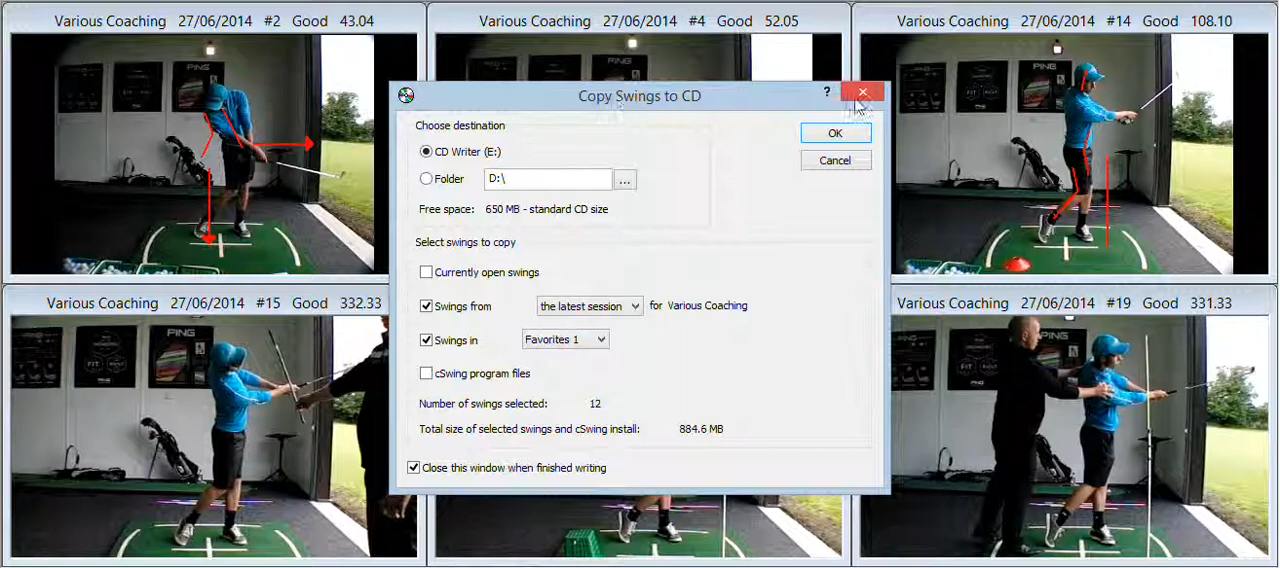 Various Coaching 27/06/2014 #2 Good 43.04
Various Coaching 27/06/2014 #4 Good 52.05
Various Coaching 27/06/2014 #14 Good 108.10
PING
PING
Copy Swings to CD
?
Choose destination
OK
CD Writer (E:)
Cancel
Folder D:\ ...
Free space: 650 MB - standard CD size
Select swings to copy
Currently open swings
Various Coaching 27/06/2014 #15 Good 332.33
Swings from the latest session for Various Coaching
Various Coaching 27/06/2014 #19 Good 331.33
PING
PING
FIT
Swings in Favorites 1
cSwing program files
Number of swings selected: 12
Total size of selected swings and cSwing install: 884.6 MB
Close this window when finished writing